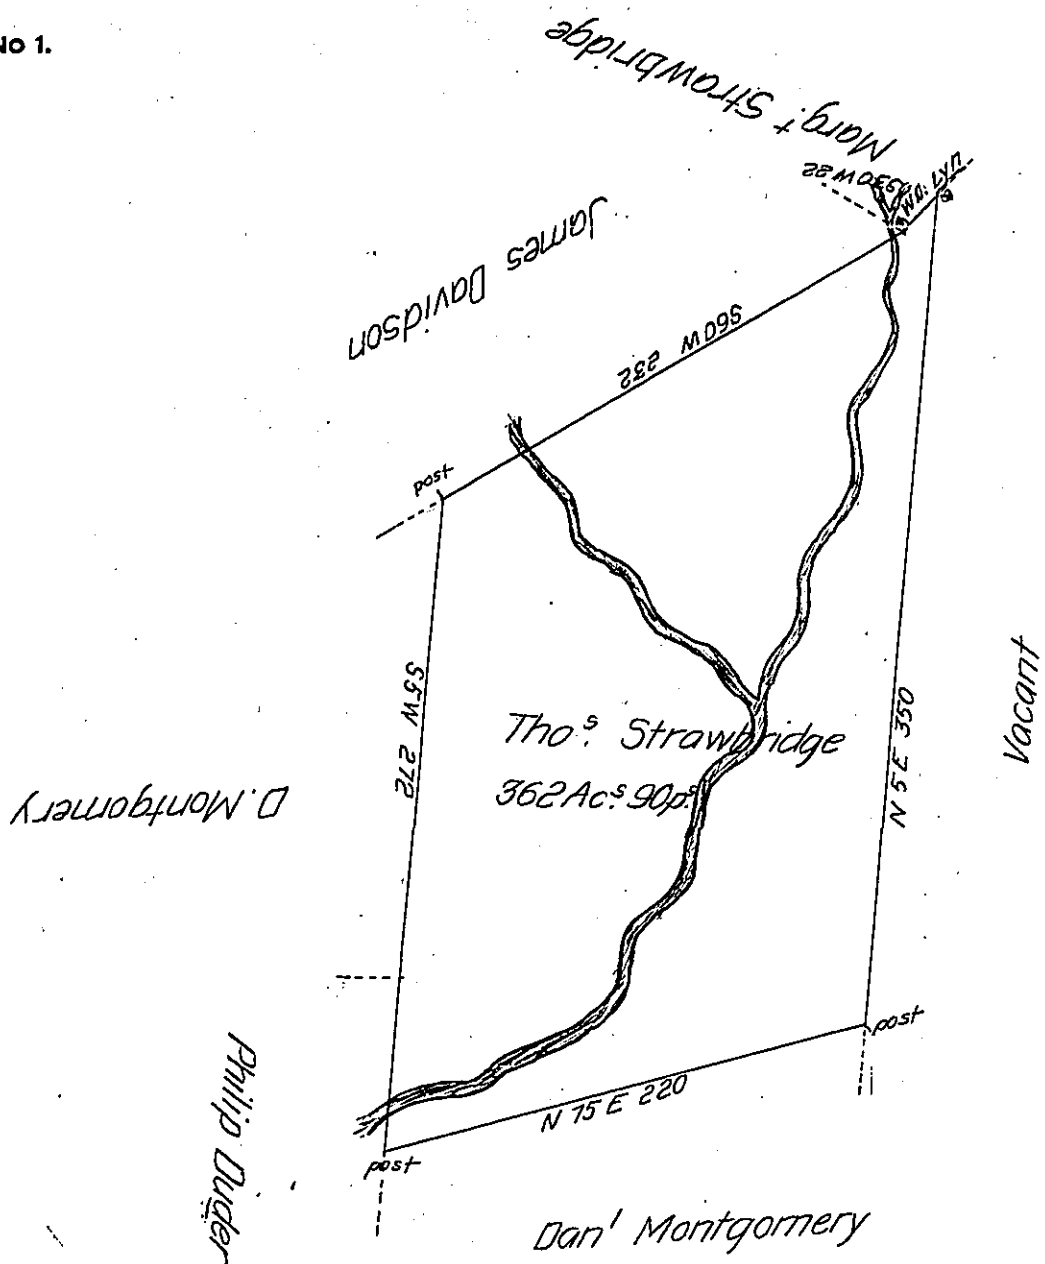 No 1.
Marg.t Strawbridge
James Davidson
S60W 232
post
S5W 272
Tho.s Strawbridge
362 Ac.s 90p.s
N 5 E 350
Vacant
D. Montgomery
Philip Duder
post
N 75 E 220
post
Dan' Montgomery